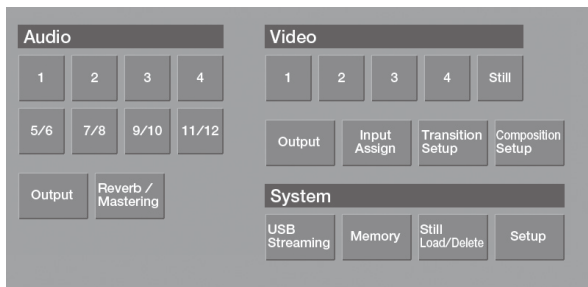 Audio
1 2 3 4
5/6 7/8 9/10 11/12
Output Reverb /
Mastering
Video
1 2 3 4 Still
Output Input
Assign Transition
Setup Composition
Setup
System
USB
Streaming Memory Still
Load/Delete Setup